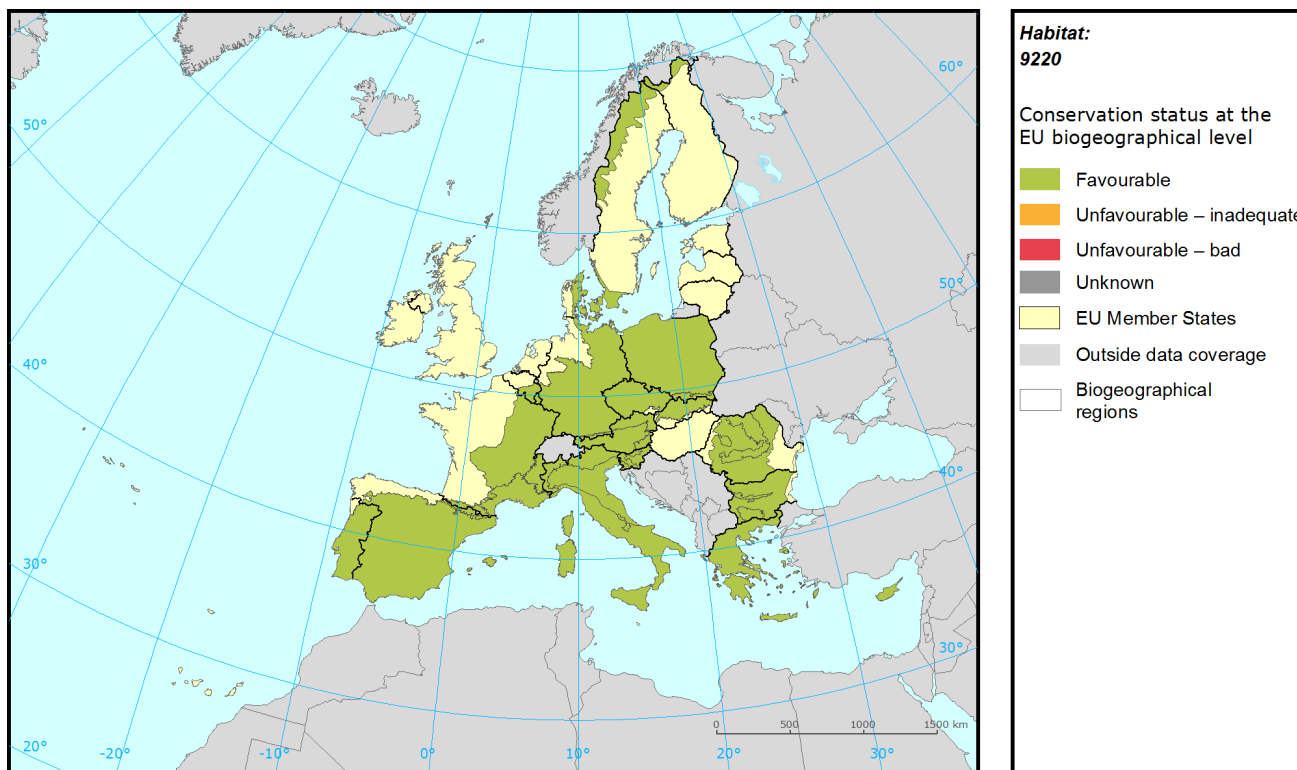 Habitat:
9220
Conservation status at the
EU biogeographical level
Favourable
Unfavourable – inadequate
Unfavourable – bad
Unknown
EU Member States
Outside data coverage
Biogeographical
regions
60°
50°
50°
40°
40°
30°
30°
0 500 1000 1500 km
20° -20° -10° 0° 10° 20° 30°